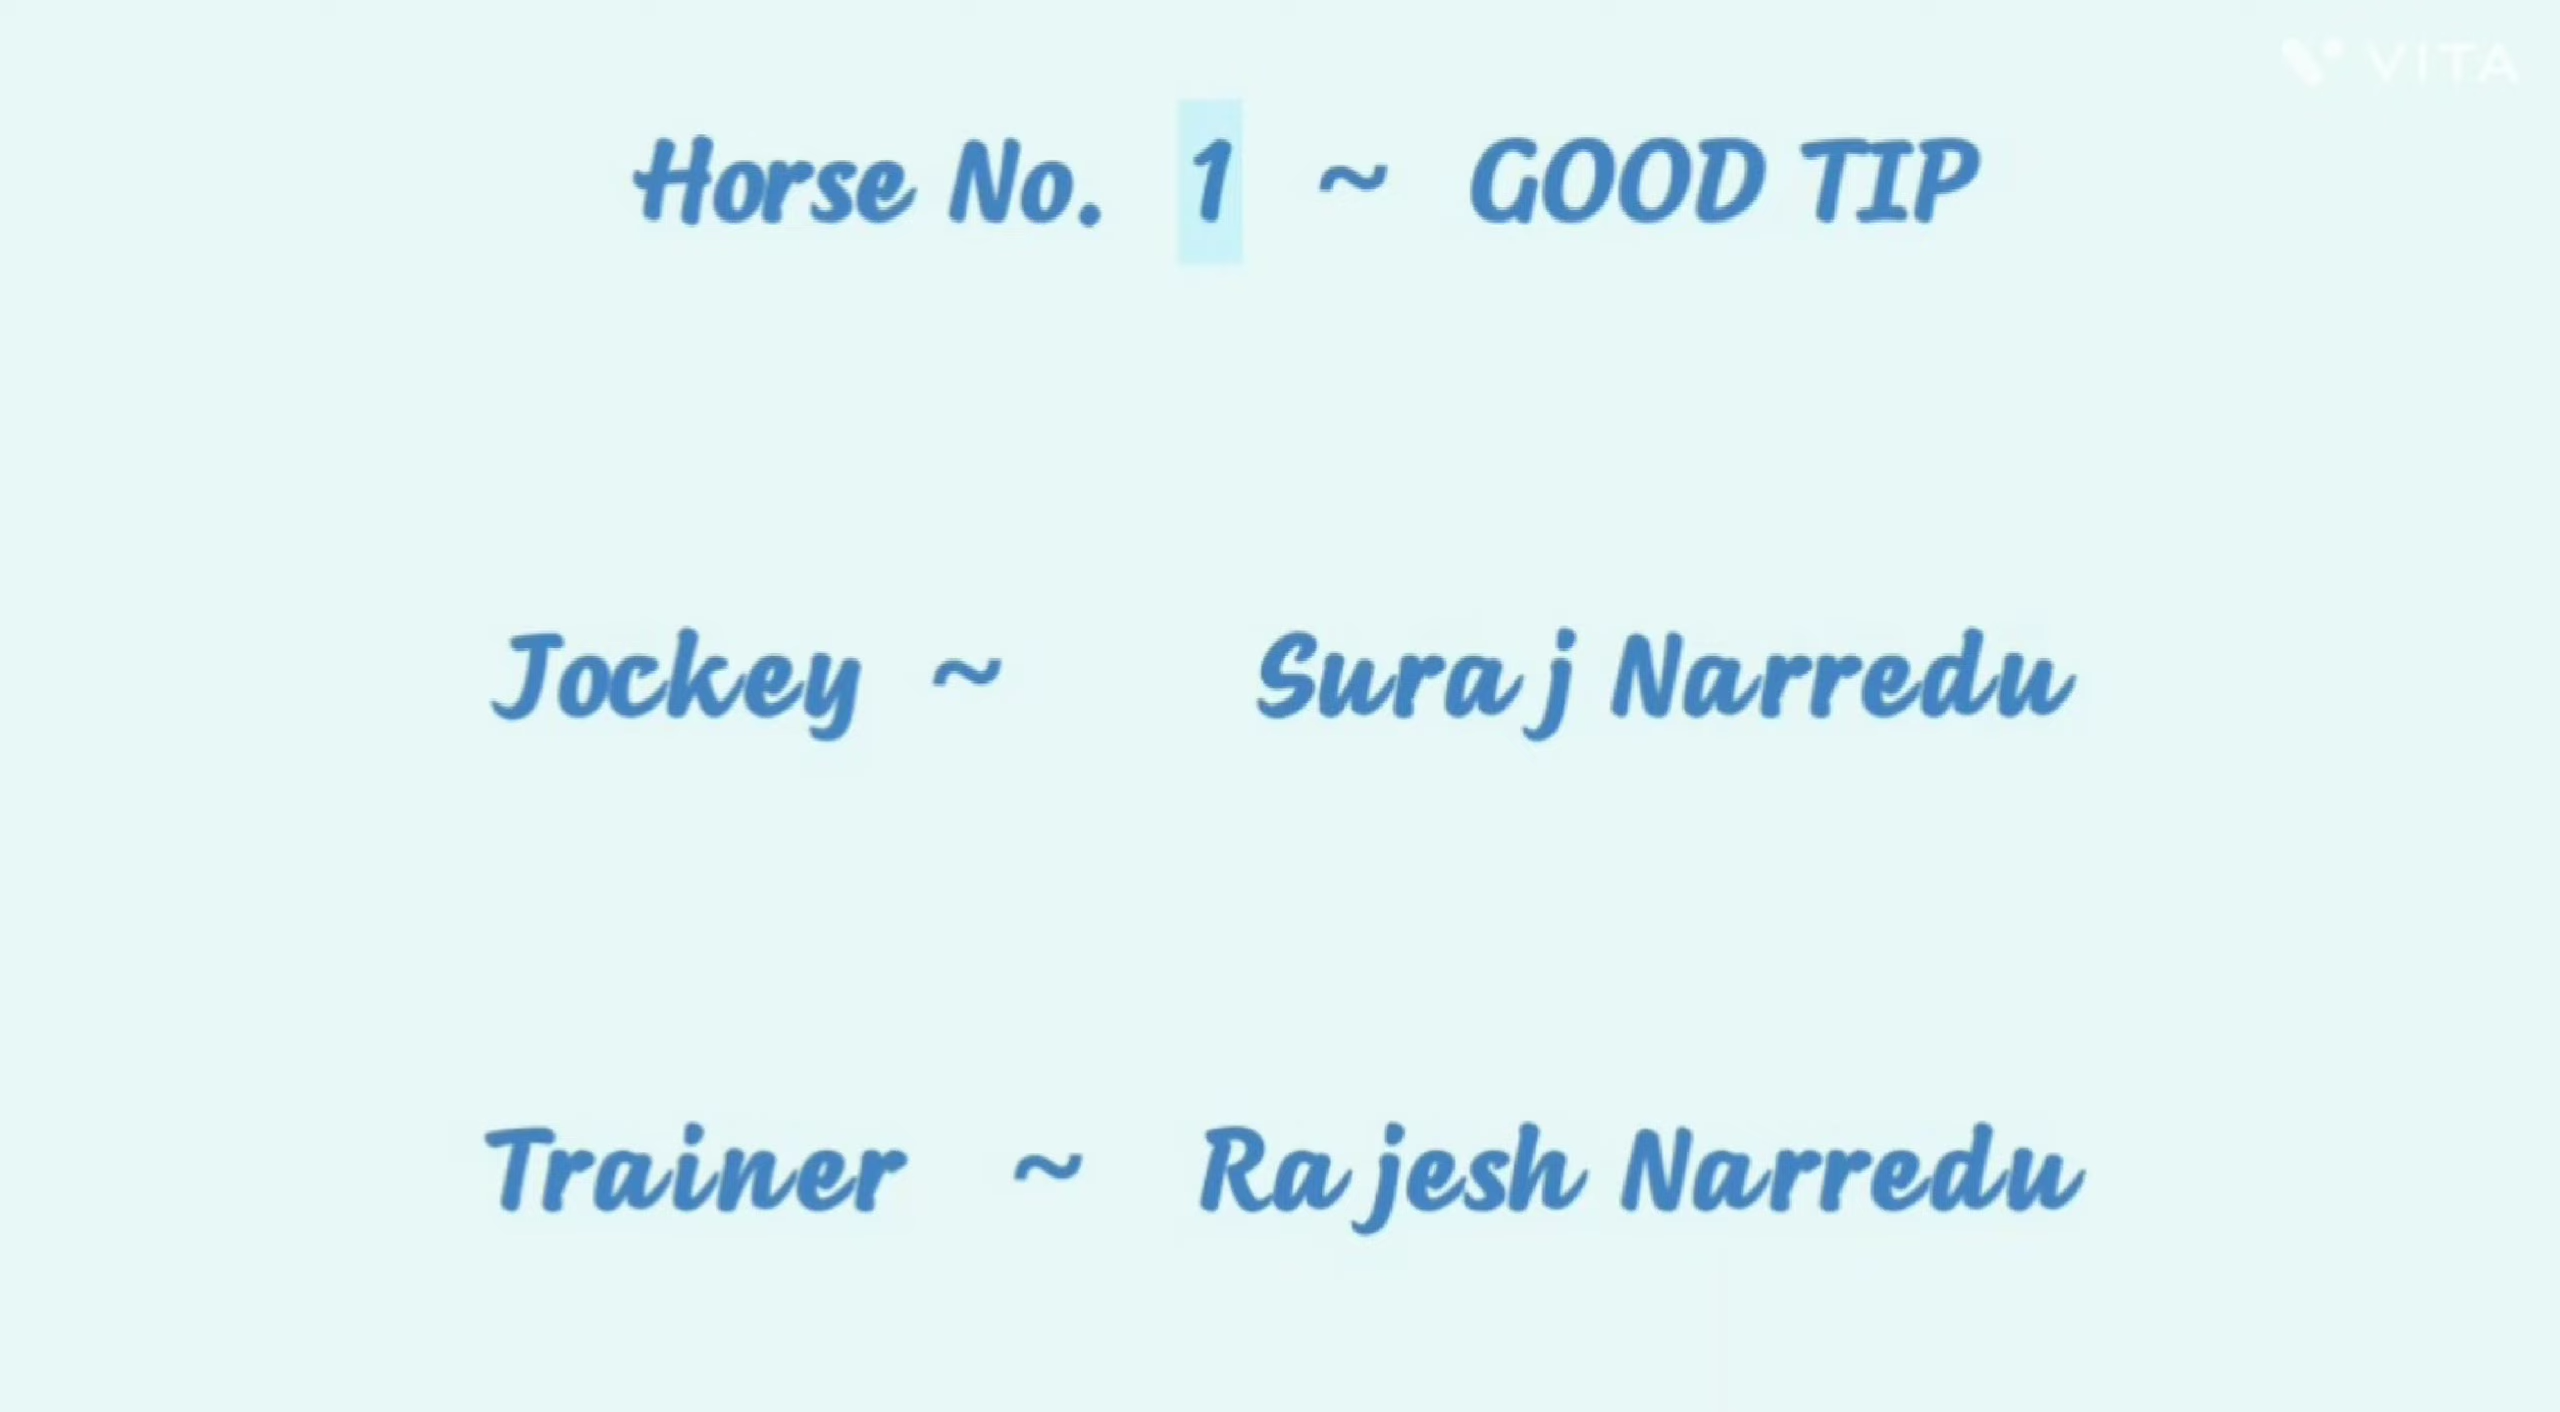 VITA
Horse No. 1 ~ GOOD TIP
Jockey ~ Suraj Narredu
Trainer ~ Rajesh Narredu